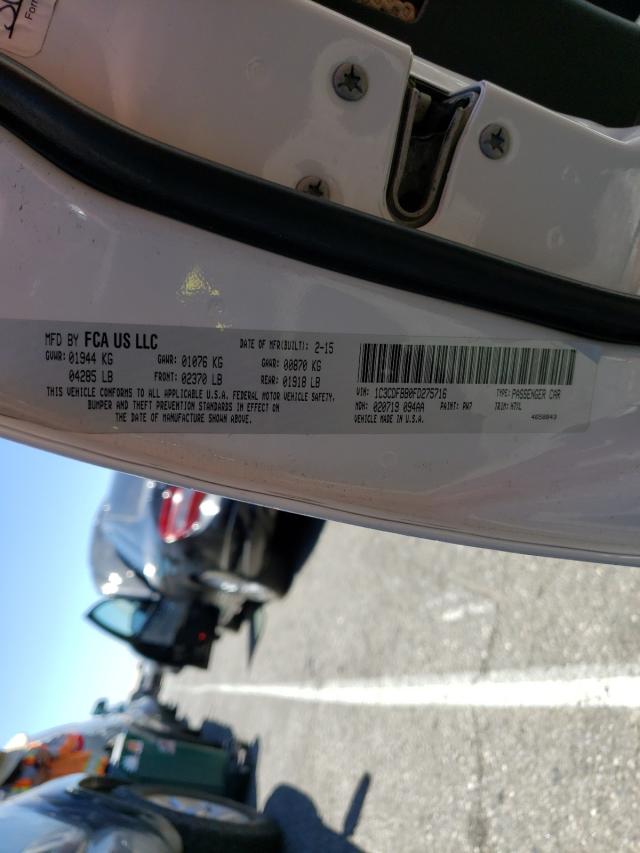 Form
MFD BY FCA US LLC
DATE OF MFR(BUILT): 2-15
GVWR: 01944 KG
GAWR: 01076 KG
GAWR: 00870 KG
04285 LB
FRONT: 02370 LB
REAR: 01918 LB
THIS VEHICLE CONFORMS TO ALL APPLICABLE U.S.A. FEDERAL MOTOR VEHICLE SAFETY,
BUMPER AND THEFT PREVENTION STANDARDS IN EFFECT ON
THE DATE OF MANUFACTURE SHOWN ABOVE.
VIN: 1C3CDFBB0FD275716
TYPE: PASSENGER CAR
MDH: 020719 094AA
PAINT: PW7
TRIM:
VEHICLE MADE IN U.S.A.
4658843